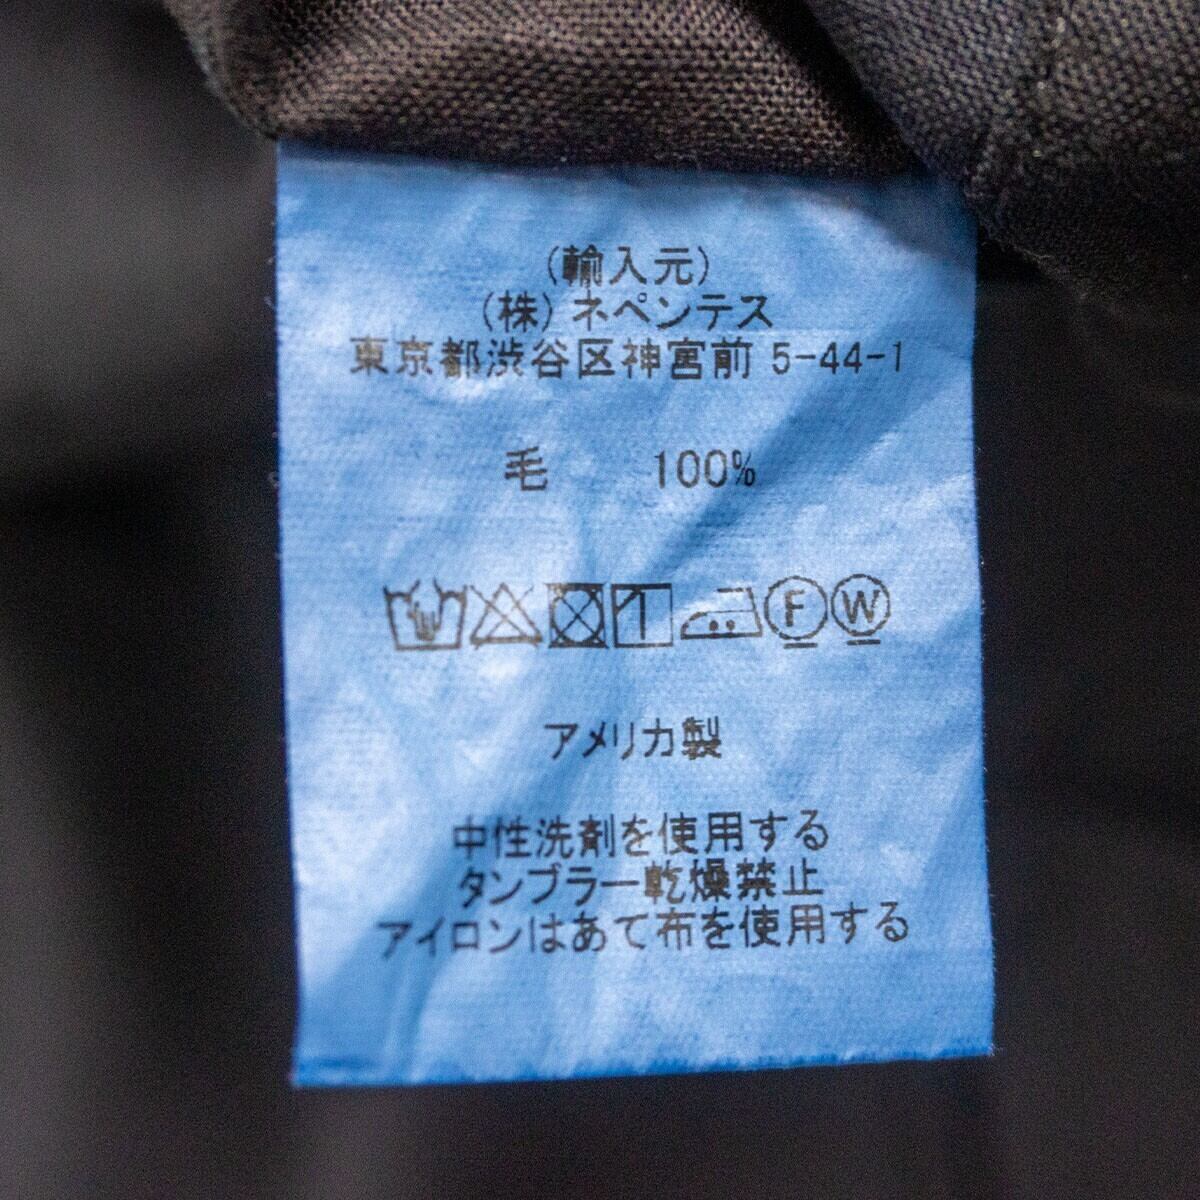 (輸入元)
(株)ネペンテス
東京都渋谷区神宮前 5-44-1
毛 100%
F W
アメリカ製
中性洗剤を使用する
タンブラー乾燥禁止
アイロンはあて布を使用する